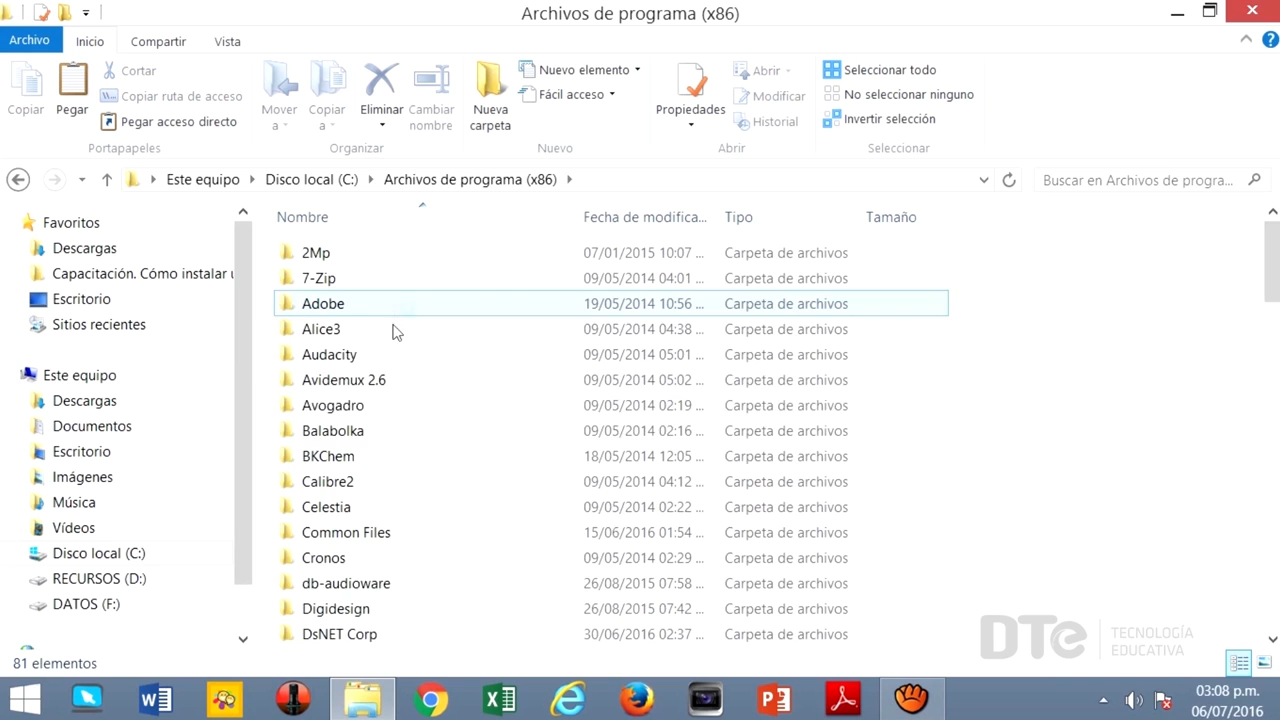 Archivos de programa (x86)
Archivo Inicio Compartir Vista
Copiar
Pegar
Cortar
Copiar ruta de acceso
Pegar acceso directo
Portapapeles
Mover a
Copiar a
Eliminar
Cambiar nombre
Organizar
Nueva carpeta
Nuevo elemento
Fácil acceso
Nuevo
Propiedades
Abrir
Modificar
Historial
Abrir
Seleccionar todo
No seleccionar ninguno
Invertir selección
Seleccionar
Este equipo Disco local (C:) Archivos de programa (x86)
Buscar en Archivos de progra...
Favoritos
Descargas
Capacitación. Cómo instalar
Escritorio
Sitios recientes
Este equipo
Descargas
Documentos
Escritorio
Imágenes
Música
Vídeos
Disco local (C:)
RECURSOS (D:)
DATOS (F:)
Nombre Fecha de modifica... Tipo Tamaño
2Mp 07/01/2015 10:07 ... Carpeta de archivos
7-Zip 09/05/2014 04:01 ... Carpeta de archivos
Adobe 19/05/2014 10:56 ... Carpeta de archivos
Alice3 09/05/2014 04:38 ... Carpeta de archivos
Audacity 09/05/2014 05:01 ... Carpeta de archivos
Avidemux 2.6 09/05/2014 05:02 ... Carpeta de archivos
Avogadro 09/05/2014 02:19 ... Carpeta de archivos
Balabolka 09/05/2014 02:16 ... Carpeta de archivos
BKChem 18/05/2014 12:05 ... Carpeta de archivos
Calibre2 09/05/2014 04:12 ... Carpeta de archivos
Celestia 09/05/2014 02:22 ... Carpeta de archivos
Common Files 15/06/2016 01:54 ... Carpeta de archivos
Cronos 09/05/2014 02:29 ... Carpeta de archivos
db-audioware 26/08/2015 07:58 ... Carpeta de archivos
Digidesign 26/08/2015 07:42 ... Carpeta de archivos
DsNET Corp 30/06/2016 02:37 ... Carpeta de archivos
81 elementos
DTe TECNOLOGÍA
EDUCATIVA
03:08 p.m.
06/07/2016